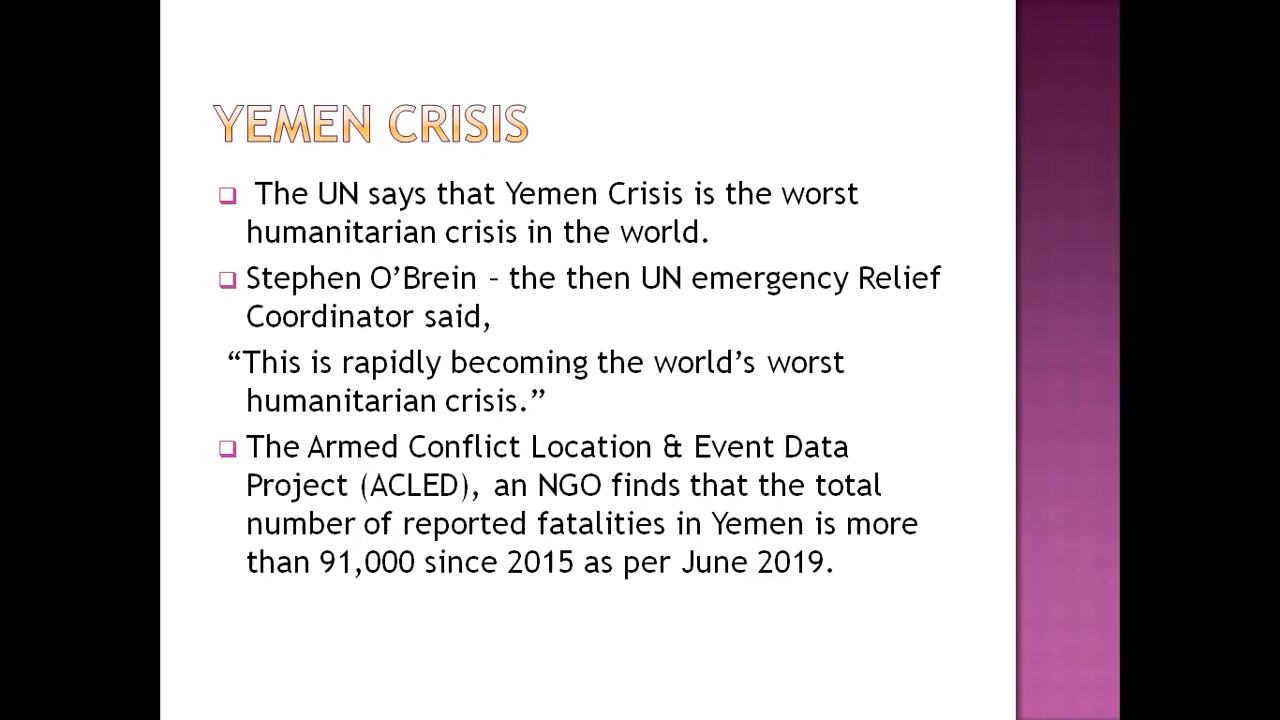 YEMEN CRISIS
The UN says that Yemen Crisis is the worst
humanitarian crisis in the world.
Stephen O’Brein – the then UN emergency Relief
Coordinator said,
“This is rapidly becoming the world’s worst
humanitarian crisis.”
The Armed Conflict Location & Event Data
Project (ACLED), an NGO finds that the total
number of reported fatalities in Yemen is more
than 91,000 since 2015 as per June 2019.